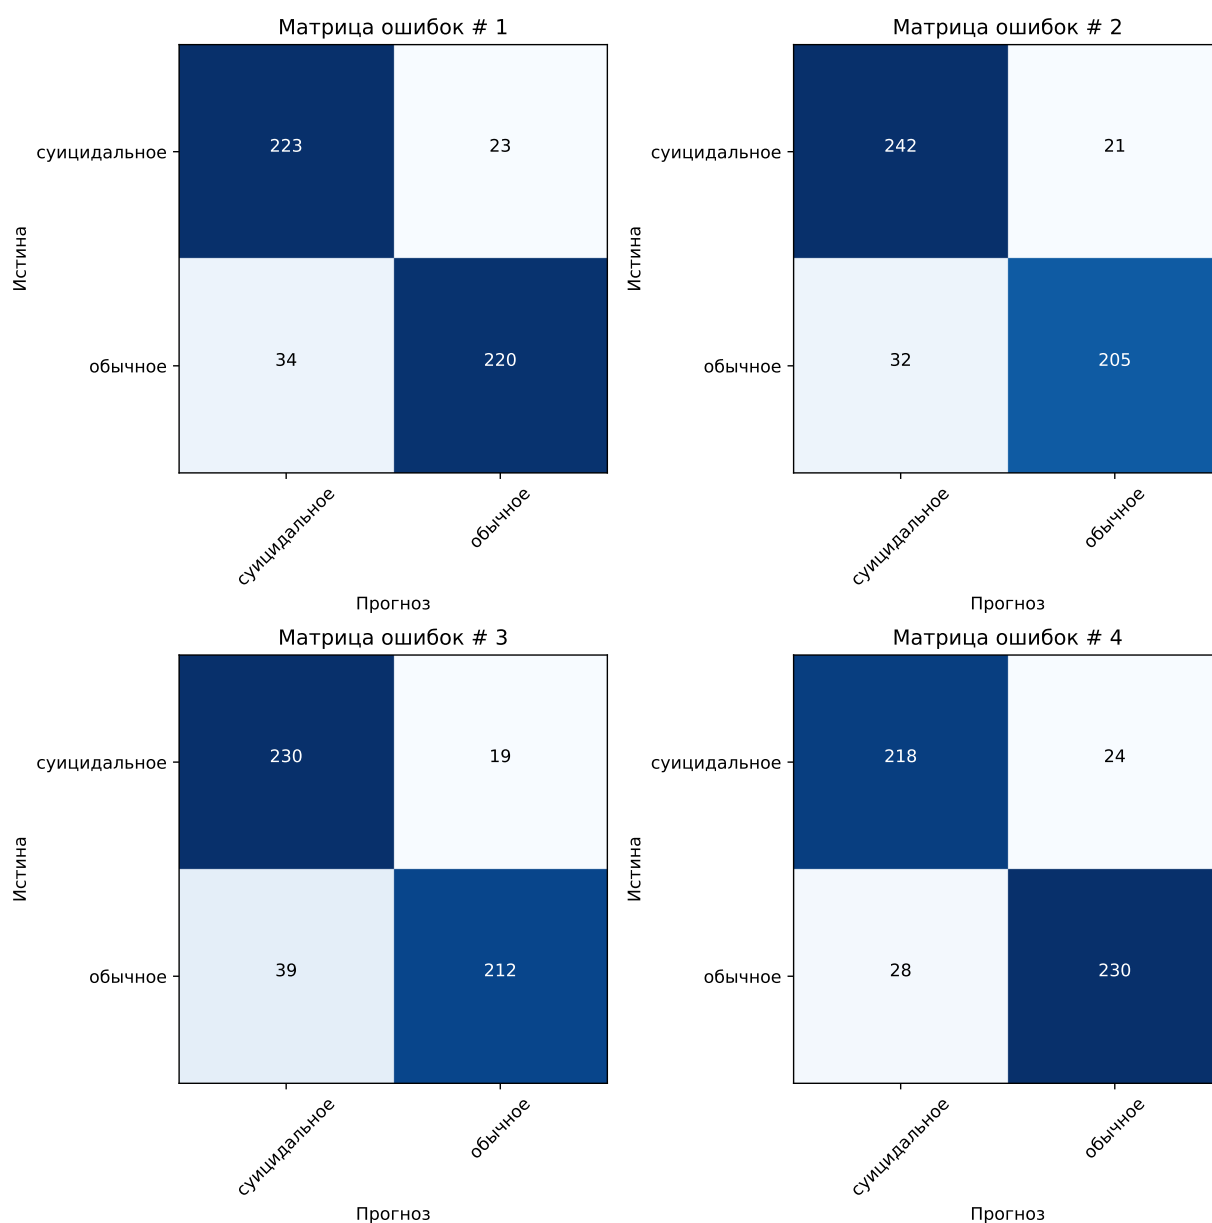 Матрица ошибок # 1
суицидальное
223
23
обычное
34
220
Истина
суицидальное
обычное
Прогноз
Матрица ошибок # 2
суицидальное
242
21
обычное
32
205
Истина
суицидальное
обычное
Прогноз
Матрица ошибок # 3
суицидальное
230
19
обычное
39
212
Истина
суицидальное
обычное
Прогноз
Матрица ошибок # 4
суицидальное
218
24
обычное
28
230
Истина
суицидальное
обычное
Прогноз